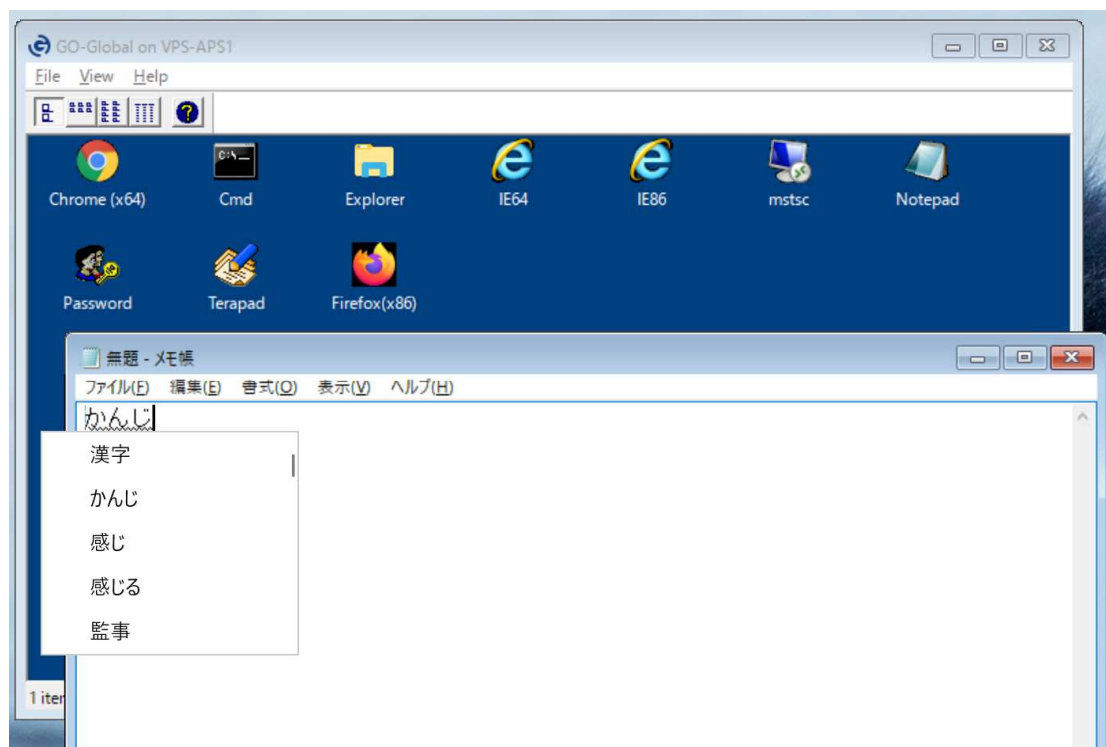 GO-Global on VPS-APS1
File View Help
C:\_
Chrome (x64) Cmd Explorer IE64 IE86 mstsc Notepad
Password Terapad Firefox(x86)
無題 - メモ帳
ファイル(F) 編集(E) 書式(O) 表示(V) ヘルプ(H)
かんじ
漢字
かんじ
感じ
感じる
監事
1 iter